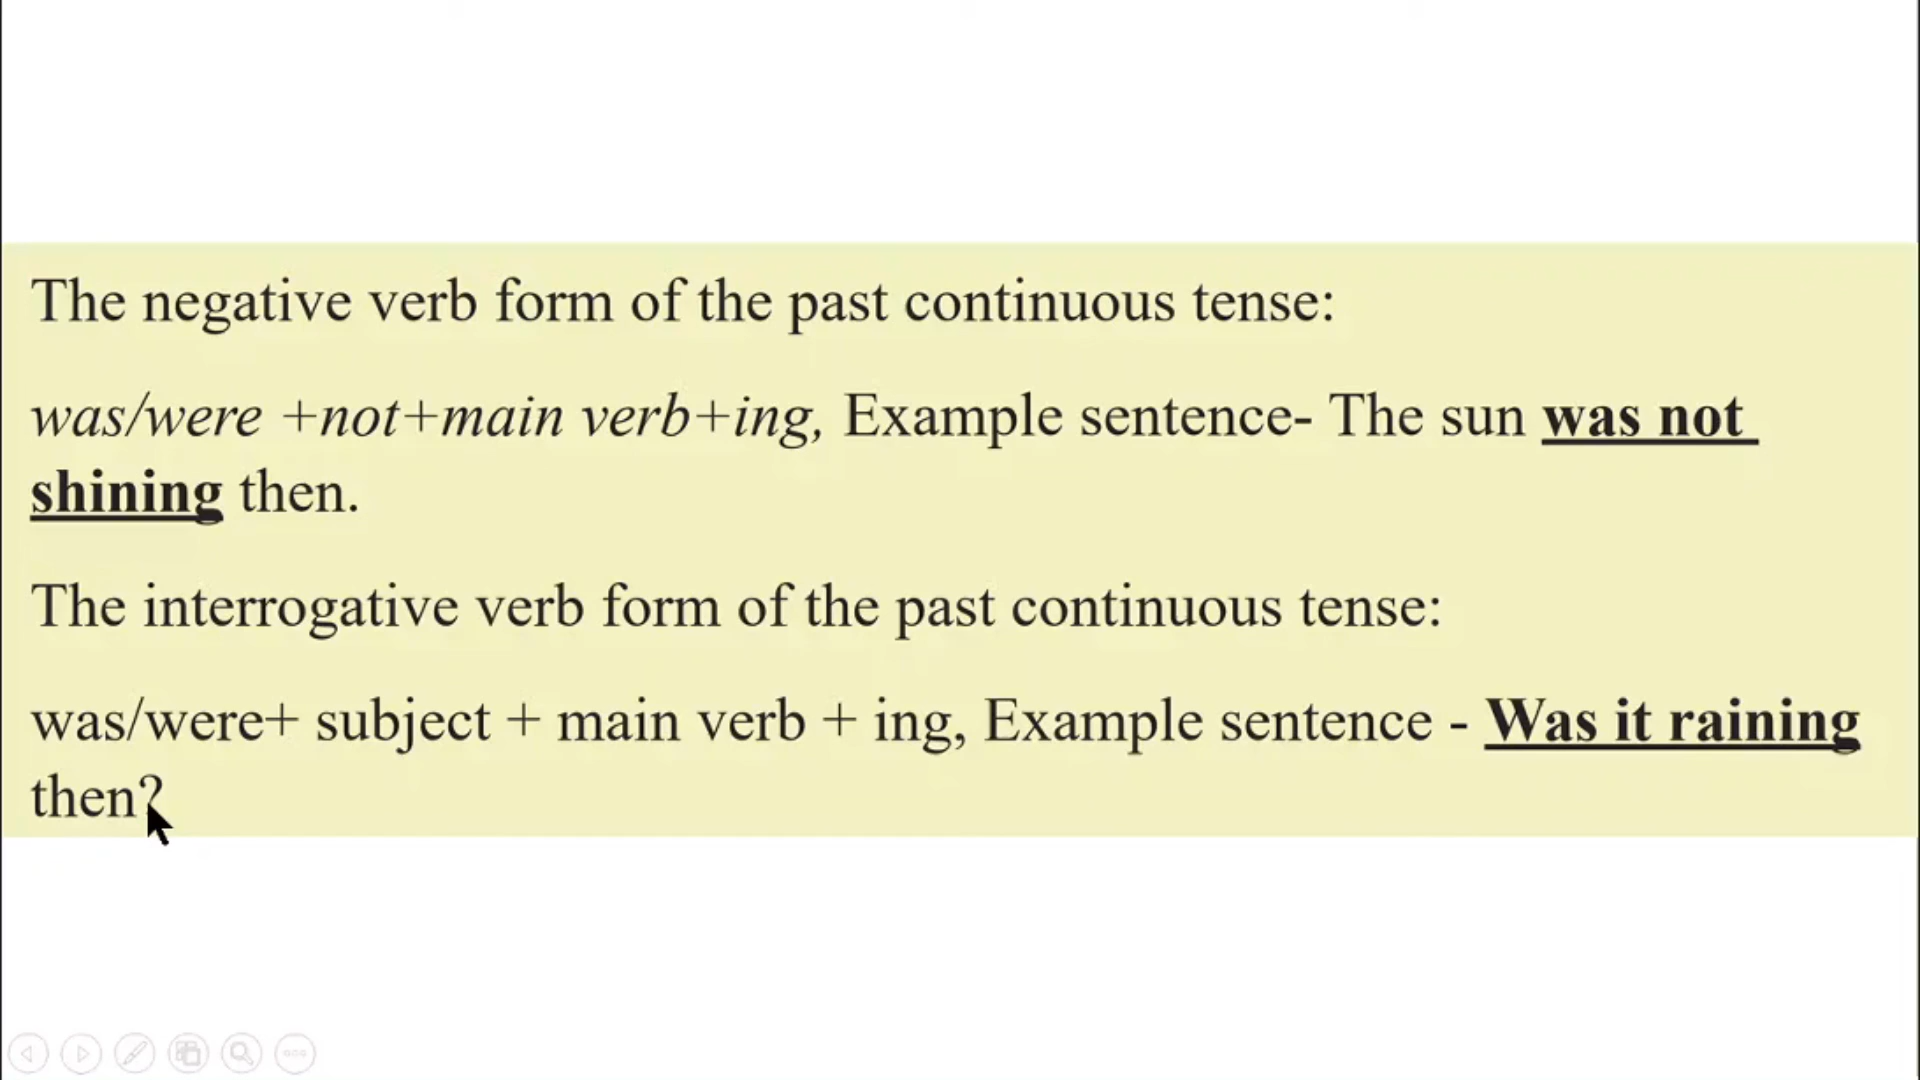 The negative verb form of the past continuous tense:
was/were +not+main verb+ing, Example sentence- The sun was not
shining then.
The interrogative verb form of the past continuous tense:
was/were+ subject + main verb + ing, Example sentence - Was it raining
then?